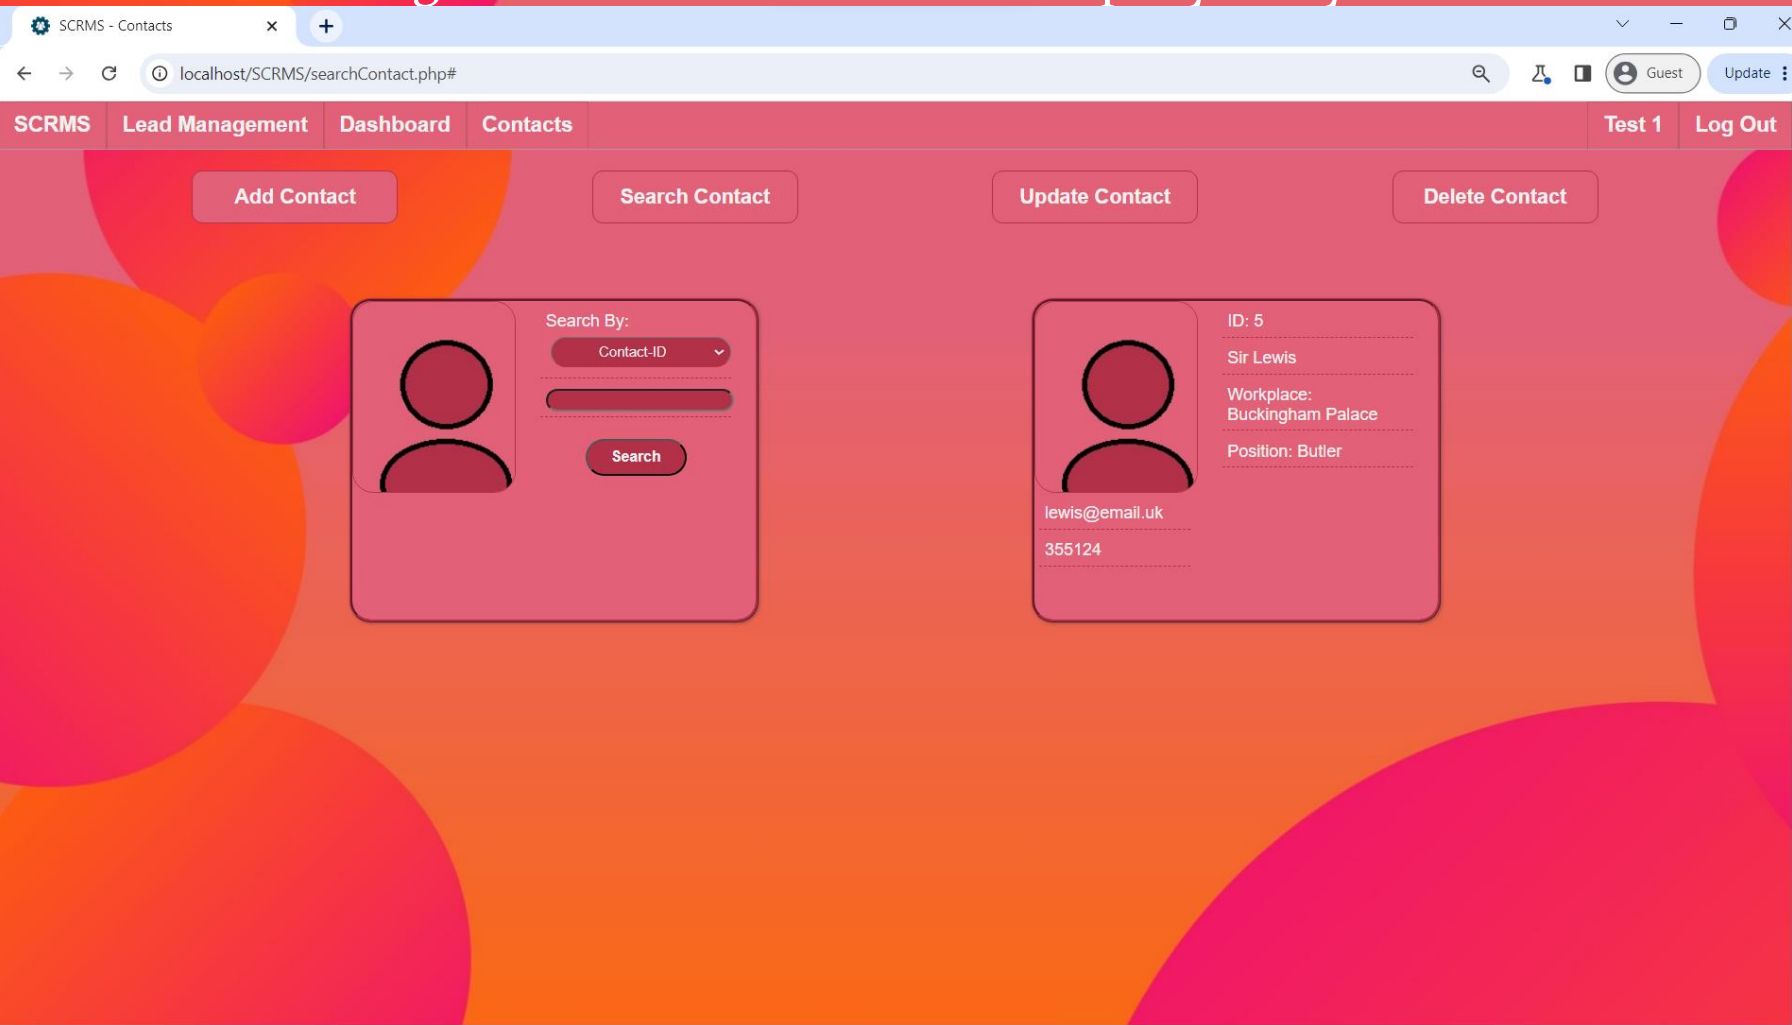 SCRMS - Contacts
localhost/SCRMS/searchContact.php#
Guest
Update
SCRMS Lead Management Dashboard Contacts Test 1 Log Out
Add Contact Search Contact Update Contact Delete Contact
Search By:
Contact-ID
Search
ID: 5
Sir Lewis
Workplace:
Buckingham Palace
Position: Butler
lewis@email.uk
355124